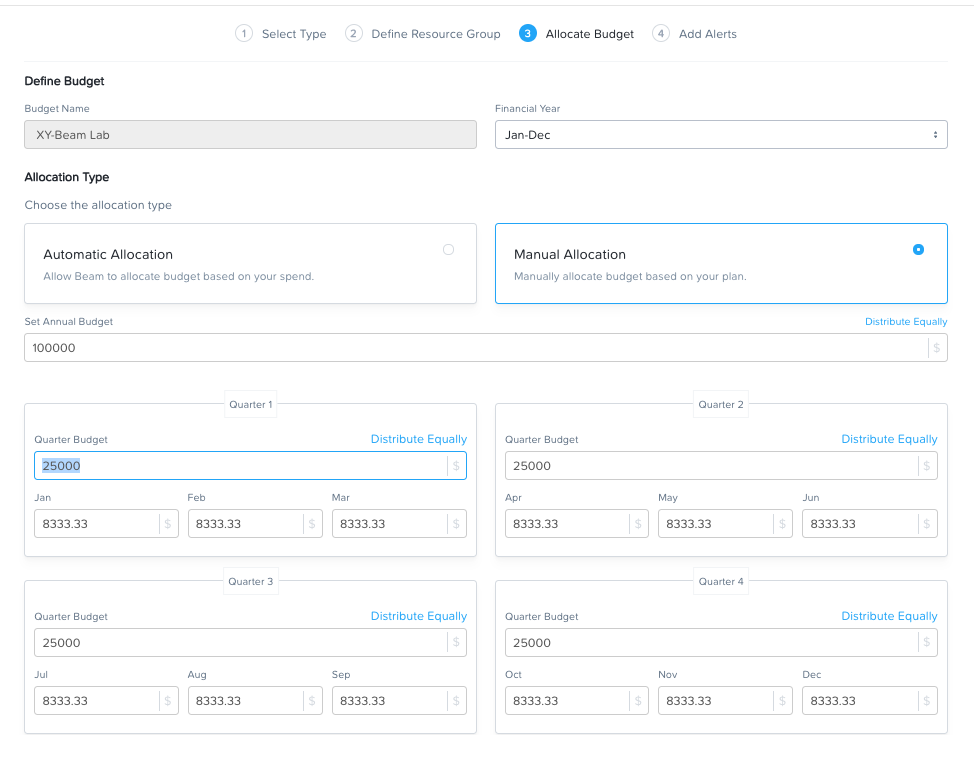 1 Select Type 2 Define Resource Group 3 Allocate Budget 4 Add Alerts
Define Budget
Budget Name Financial Year
XY-Beam Lab Jan-Dec
Allocation Type
Choose the allocation type
Automatic Allocation
Allow Beam to allocate budget based on your spend.
Manual Allocation
Manually allocate budget based on your plan.
Set Annual Budget Distribute Equally
100000 $
Quarter 1
Quarter Budget Distribute Equally
25000 $
Jan Feb Mar
8333.33 $ 8333.33 $ 8333.33 $
Quarter 2
Quarter Budget Distribute Equally
25000 $
Apr May Jun
8333.33 $ 8333.33 $ 8333.33 $
Quarter 3
Quarter Budget Distribute Equally
25000 $
Jul Aug Sep
8333.33 $ 8333.33 $ 8333.33 $
Quarter 4
Quarter Budget Distribute Equally
25000 $
Oct Nov Dec
8333.33 $ 8333.33 $ 8333.33 $